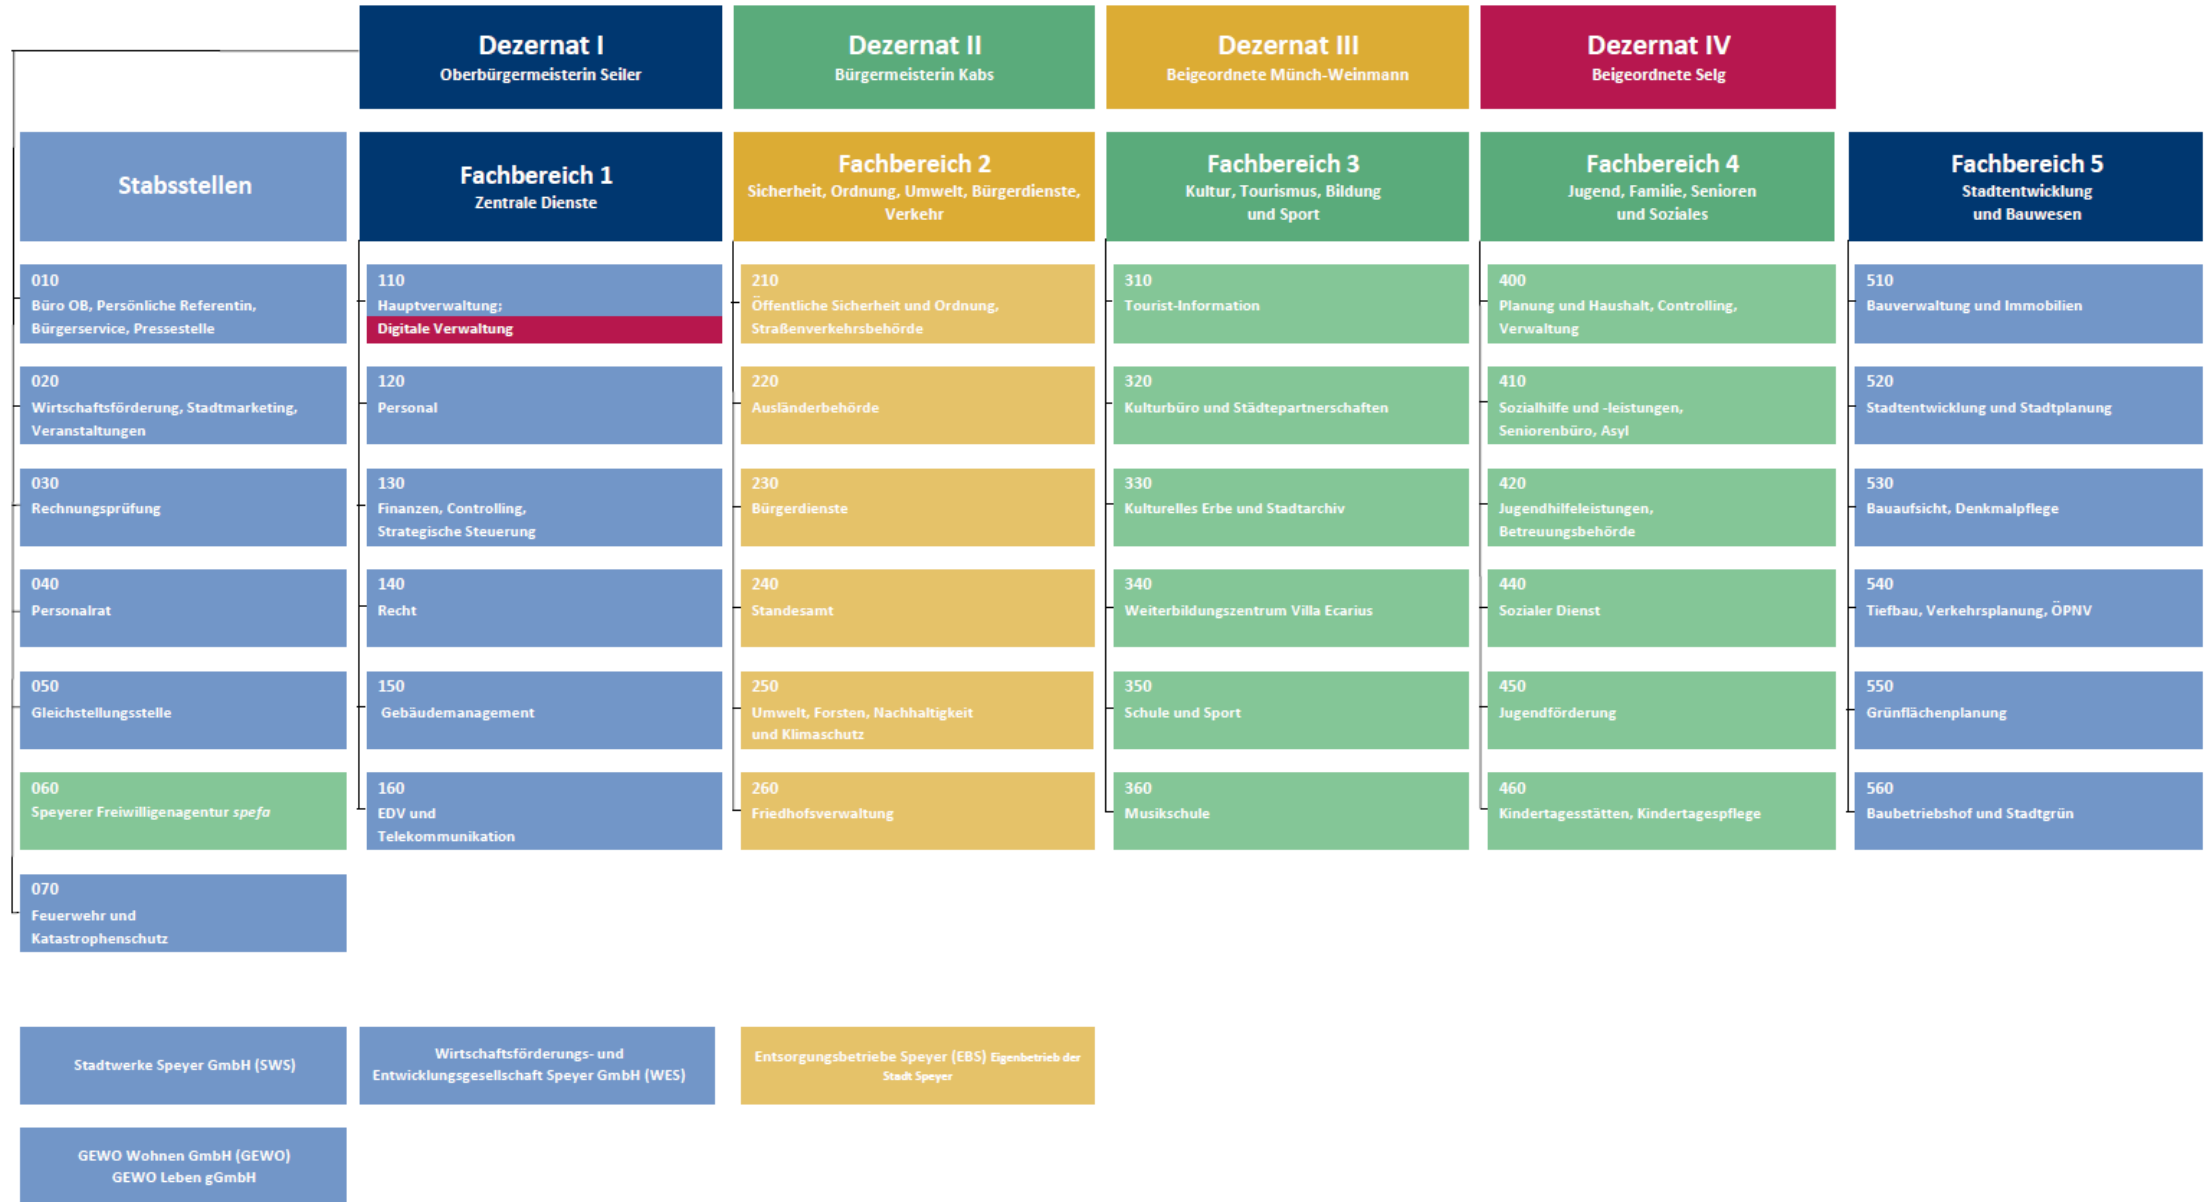 Dezernat I
Oberbürgermeisterin Seiler
Dezernat II
Bürgermeisterin Kabs
Dezernat III
Beigeordnete Münch-Weinmann
Dezernat IV
Beigeordnete Selg
Stabsstellen
010
Büro OB, Persönliche Referentin,
Bürgerservice, Pressestelle
020
Wirtschaftsförderung, Stadtmarketing,
Veranstaltungen
030
Rechnungsprüfung
040
Personalrat
050
Gleichstellungsstelle
060
Speyerer Freiwilligenagentur spefa
070
Feuerwehr und
Katastrophenschutz
Fachbereich 1
Zentrale Dienste
110
Hauptverwaltung;
Digitale Verwaltung
120
Personal
130
Finanzen, Controlling,
Strategische Steuerung
140
Recht
150
Gebäudemanagement
160
EDV und
Telekommunikation
Fachbereich 2
Sicherheit, Ordnung, Umwelt, Bürgerdienste,
Verkehr
210
Öffentliche Sicherheit und Ordnung,
Straßenverkehrsbehörde
220
Ausländerbehörde
230
Bürgerdienste
240
Standesamt
250
Umwelt, Forsten, Nachhaltigkeit
und Klimaschutz
260
Friedhofsverwaltung
Fachbereich 3
Kultur, Tourismus, Bildung
und Sport
310
Tourist-Information
320
Kulturbüro und Städtepartnerschaften
330
Kulturelles Erbe und Stadtarchiv
340
Weiterbildungszentrum Villa Ecarius
350
Schule und Sport
360
Musikschule
Fachbereich 4
Jugend, Familie, Senioren
und Soziales
400
Planung und Haushalt, Controlling,
Verwaltung
410
Sozialhilfe und -leistungen,
Seniorenbüro, Asyl
420
Jugendhilfeleistungen,
Betreuungsbehörde
440
Sozialer Dienst
450
Jugendförderung
460
Kindertagesstätten, Kindertagespflege
Fachbereich 5
Stadtentwicklung
und Bauwesen
510
Bauverwaltung und Immobilien
520
Stadtentwicklung und Stadtplanung
530
Bauaufsicht, Denkmalpflege
540
Tiefbau, Verkehrsplanung, ÖPNV
550
Grünflächenplanung
560
Baubetriebshof und Stadtgrün
Stadtwerke Speyer GmbH (SWS)
Wirtschaftsförderungs- und
Entwicklungsgesellschaft Speyer GmbH (WES)
Entsorgungsbetriebe Speyer (EBS) Eigenbetrieb der
Stadt Speyer
GEWO Wohnen GmbH (GEWO)
GEWO Leben gGmbH